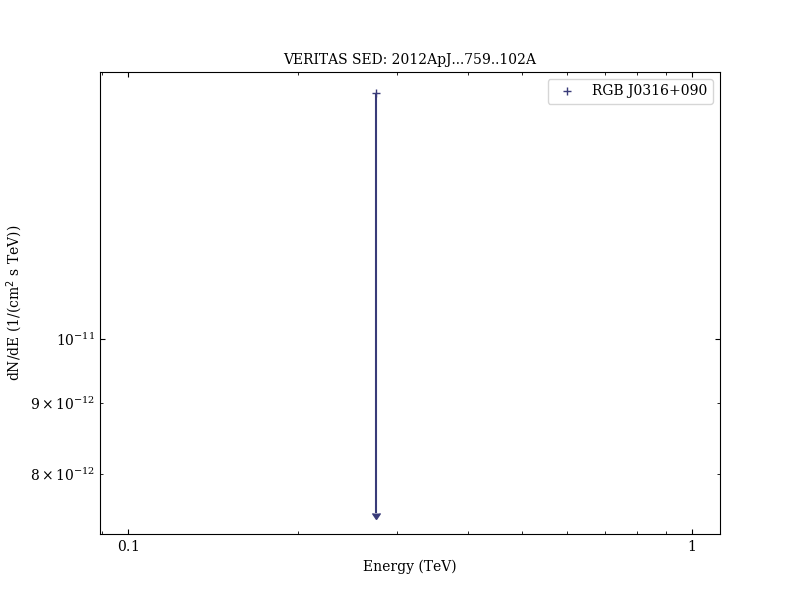 VERITAS SED: 2012ApJ...759..102A
RGB J0316+090
dN/dE (1/(cm² s TeV))
10⁻¹¹
9 × 10⁻¹²
8 × 10⁻¹²
0.1
1
Energy (TeV)